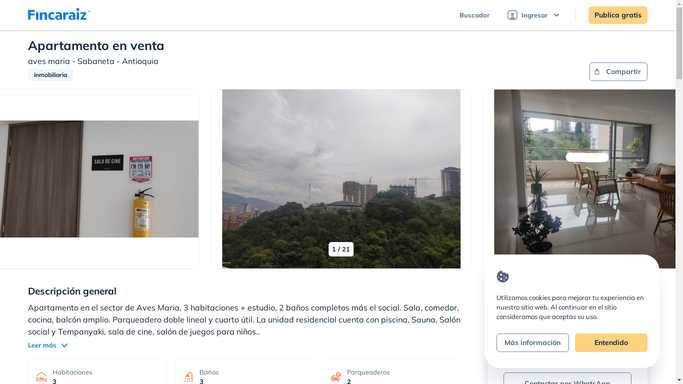 Fincaraiz
Buscador
Ingresar
Publica gratis
Apartamento en venta
aves maria - Sabaneta - Antioquia
Inmobiliaria
Compartir
SALA DE CINE
1 / 21
Descripción general
Apartamento en el sector de Aves Maria, 3 habitaciones + estudio, 2 baños completos más el social. Sala, comedor,
cocina, balcón amplio. Parqueadero doble lineal y cuarto útil. La unidad residencial cuenta con piscina, Sauna, Salón
social y Tempanyaki, sala de cine, salón de juegos para niños..
Leer más
Habitaciones
3
Baños
3
Parqueaderos
2
Utilizamos cookies para mejorar tu experiencia en
nuestro sitio web. Al continuar en el sitio
consideramos que aceptas su uso.
Más información
Entendido
Contactar por WhatsApp